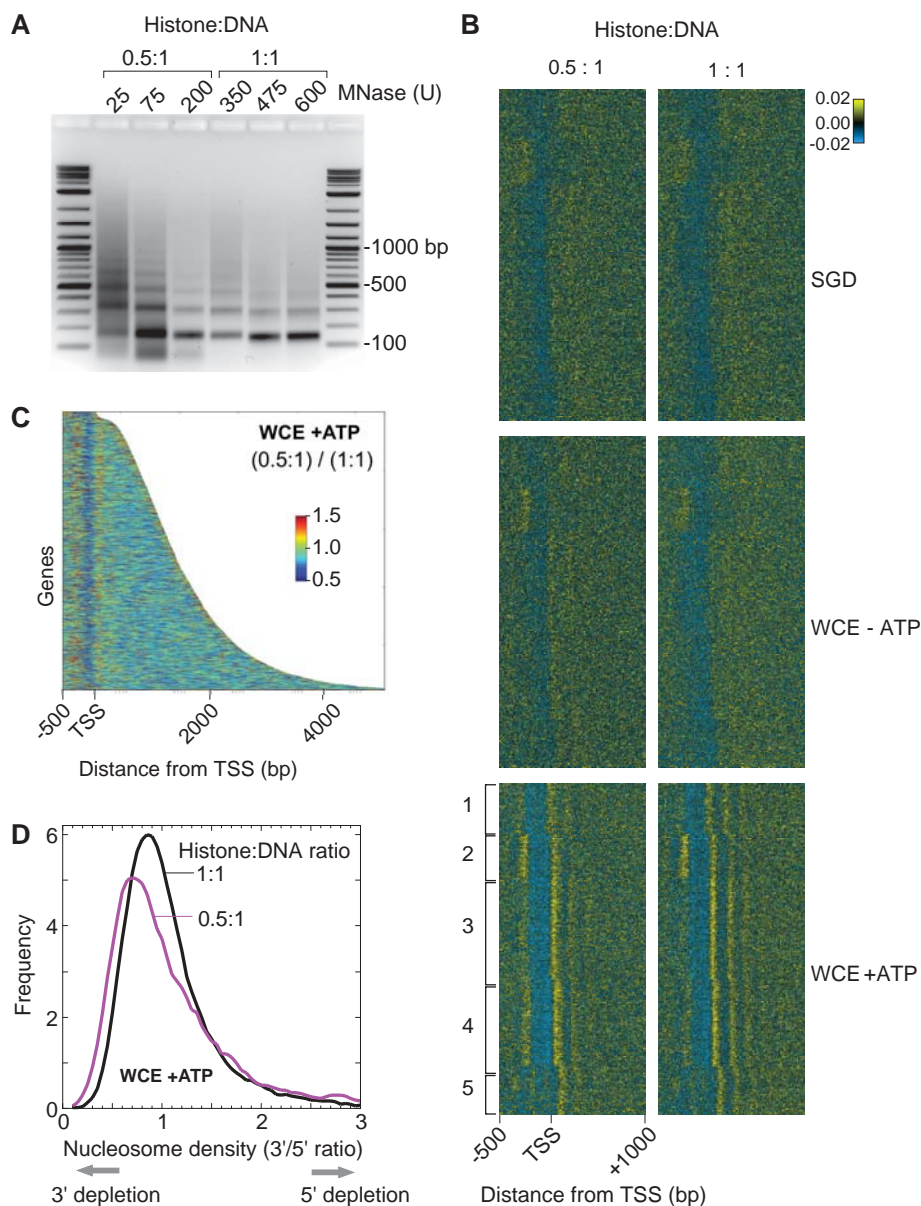 A
Histone:DNA
0.5:1 1:1
25 75 200 350 475 600 MNase (U)
-1000 bp
-500
-100
B
Histone:DNA
0.5 : 1 1 : 1
0.02
0.00
-0.02
SGD
WCE - ATP
1
2
3
4
5
WCE +ATP
-500 TSS +1000
Distance from TSS (bp)
C
WCE +ATP
(0.5:1) / (1:1)
1.5
1.0
0.5
Genes
-500 TSS 2000 4000
Distance from TSS (bp)
D
6
4
2
0
Frequency
Histone:DNA ratio
1:1
0.5:1
WCE +ATP
0 1 2 3
Nucleosome density (3'/5' ratio)
3' depletion 5' depletion